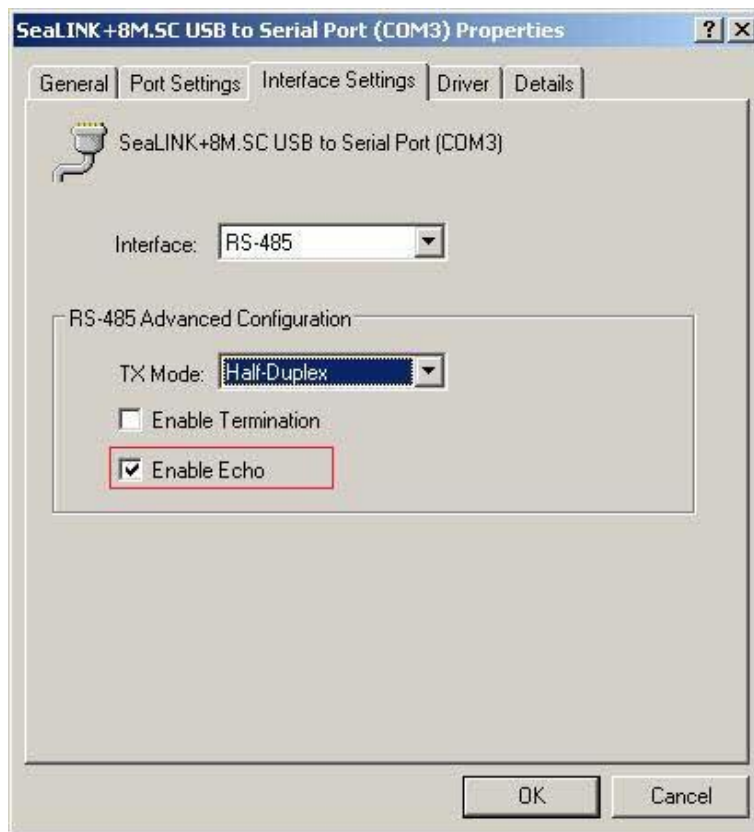 SeaLINK+8M.SC USB to Serial Port (COM3) Properties
General Port Settings Interface Settings Driver Details
SeaLINK+8M.SC USB to Serial Port (COM3)
Interface: RS-485
RS-485 Advanced Configuration
TX Mode: Half-Duplex
Enable Termination
Enable Echo
OK Cancel